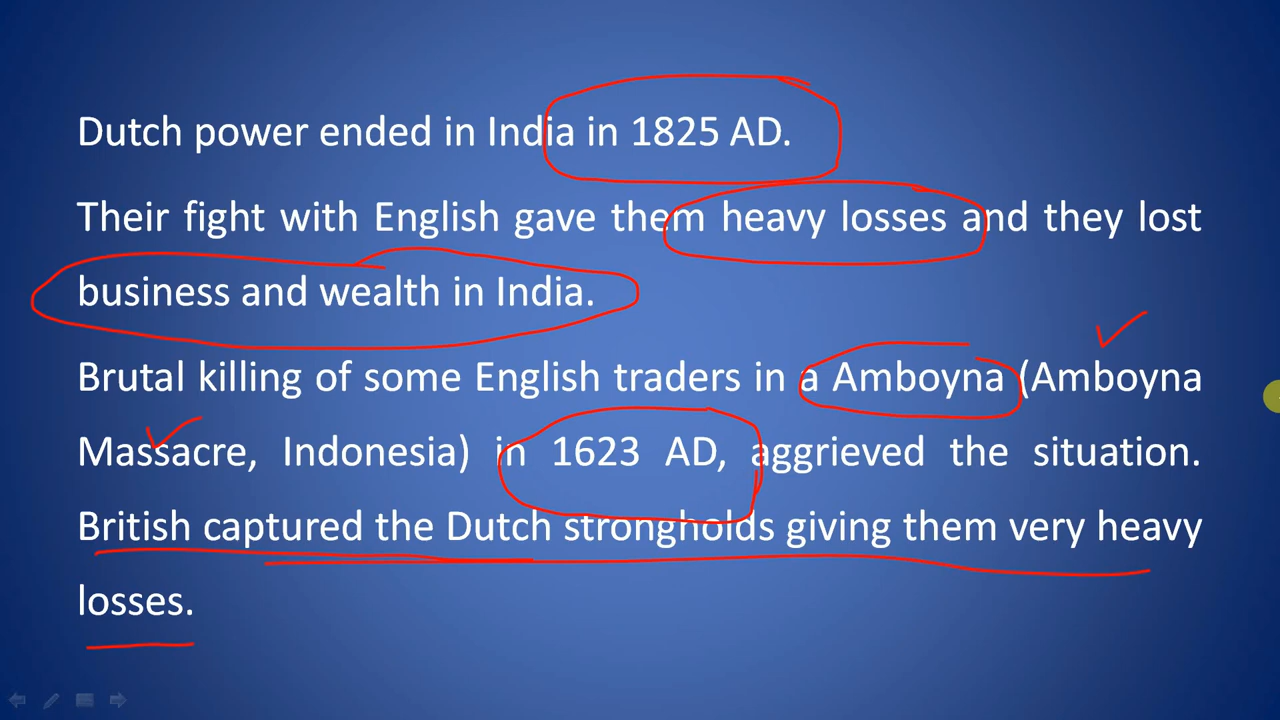 Dutch power ended in India in 1825 AD.
Their fight with English gave them heavy losses and they lost
business and wealth in India.
Brutal killing of some English traders in a Amboyna (Amboyna
Massacre, Indonesia) in 1623 AD, aggrieved the situation.
British captured the Dutch strongholds giving them very heavy
losses.